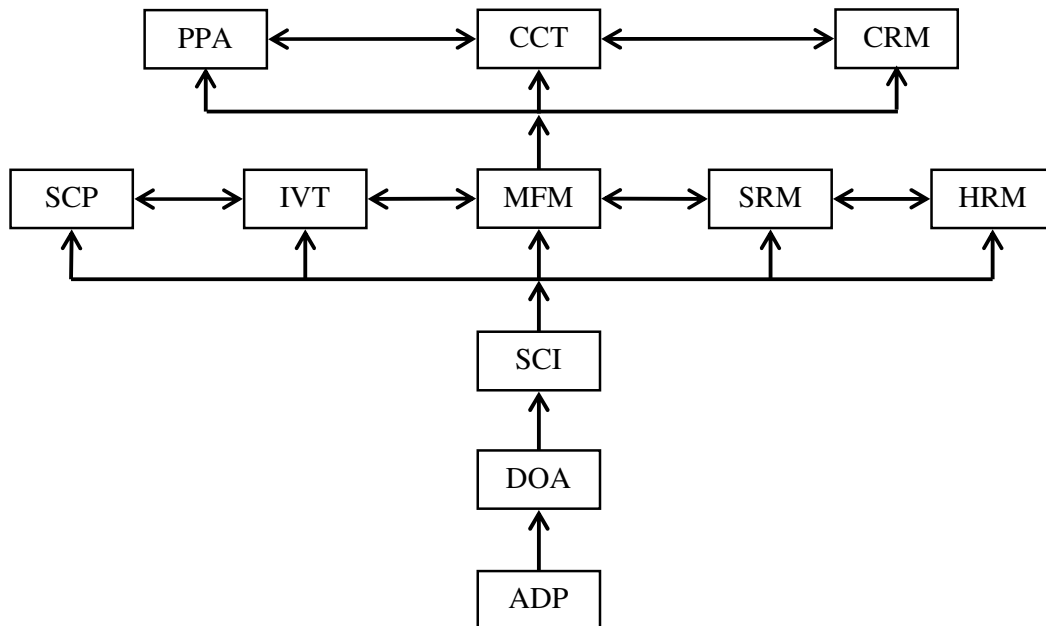 PPA
CCT
CRM
SCP
IVT
MFM
SRM
HRM
SCI
DOA
ADP